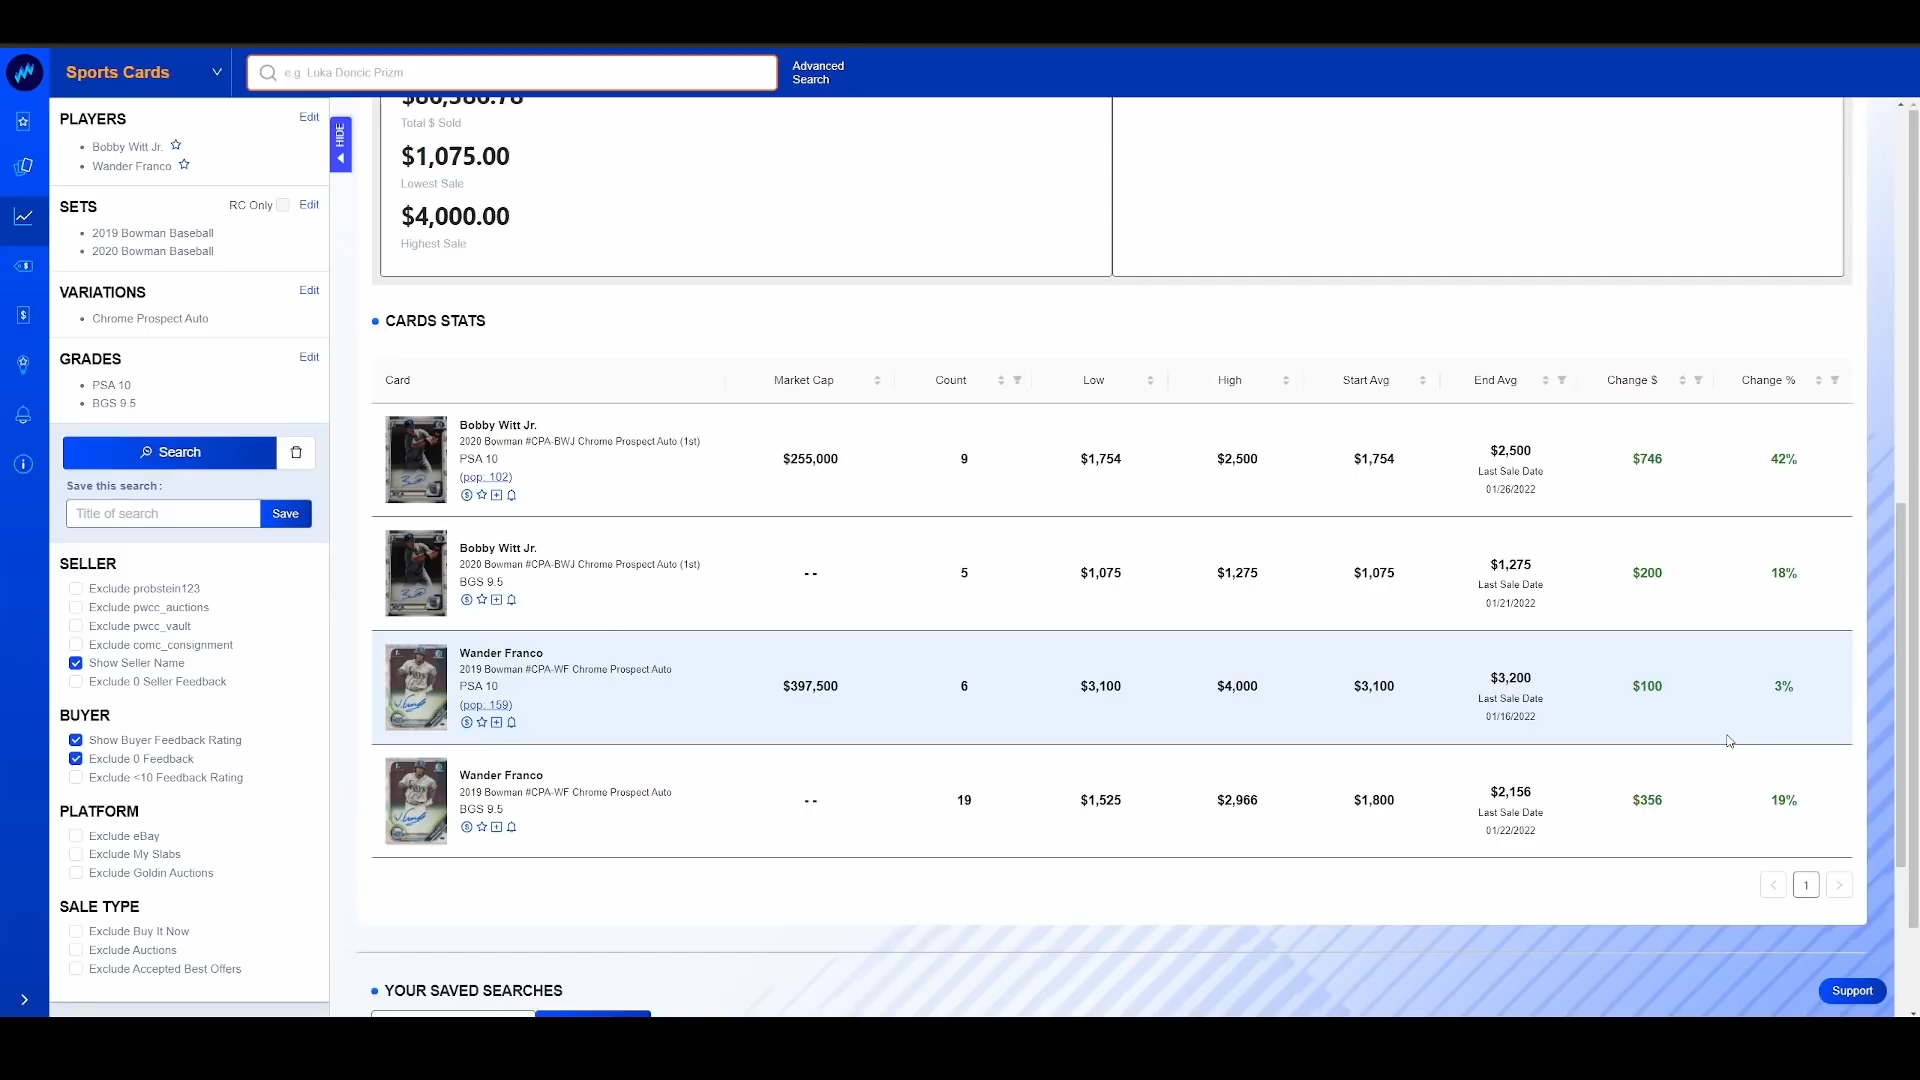 Sports Cards
e.g. Luka Doncic Prizm
Advanced
Search
PLAYERS Edit
Bobby Witt Jr.
Wander Franco
SETS RC Only Edit
2019 Bowman Baseball
2020 Bowman Baseball
VARIATIONS Edit
Chrome Prospect Auto
GRADES Edit
PSA 10
BGS 9.5
Search
Save this search :
Title of search Save
SELLER
Exclude probstein123
Exclude pwcc_auctions
Exclude pwcc_vault
Exclude comc_consignment
Show Seller Name
Exclude 0 Seller Feedback
BUYER
Show Buyer Feedback Rating
Exclude 0 Feedback
Exclude <10 Feedback Rating
PLATFORM
Exclude eBay
Exclude My Slabs
Exclude Goldin Auctions
SALE TYPE
Exclude Buy It Now
Exclude Auctions
Exclude Accepted Best Offers
HIDE
Total $ Sold
$1,075.00
Lowest Sale
$4,000.00
Highest Sale
CARDS STATS
Card Market Cap Count Low High Start Avg End Avg Change $ Change %
Bobby Witt Jr.
2020 Bowman #CPA-BWJ Chrome Prospect Auto (1st)
PSA 10
(pop: 102)
$255,000 9 $1,754 $2,500 $1,754 $2,500 $746 42%
Last Sale Date
01/26/2022
Bobby Witt Jr.
2020 Bowman #CPA-BWJ Chrome Prospect Auto (1st)
BGS 9.5
- - 5 $1,075 $1,275 $1,075 $1,275 $200 18%
Last Sale Date
01/21/2022
Wander Franco
2019 Bowman #CPA-WF Chrome Prospect Auto
PSA 10
(pop: 159)
$397,500 6 $3,100 $4,000 $3,100 $3,200 $100 3%
Last Sale Date
01/16/2022
Wander Franco
2019 Bowman #CPA-WF Chrome Prospect Auto
BGS 9.5
- - 19 $1,525 $2,966 $1,800 $2,156 $356 19%
Last Sale Date
01/22/2022
1
YOUR SAVED SEARCHES
Support